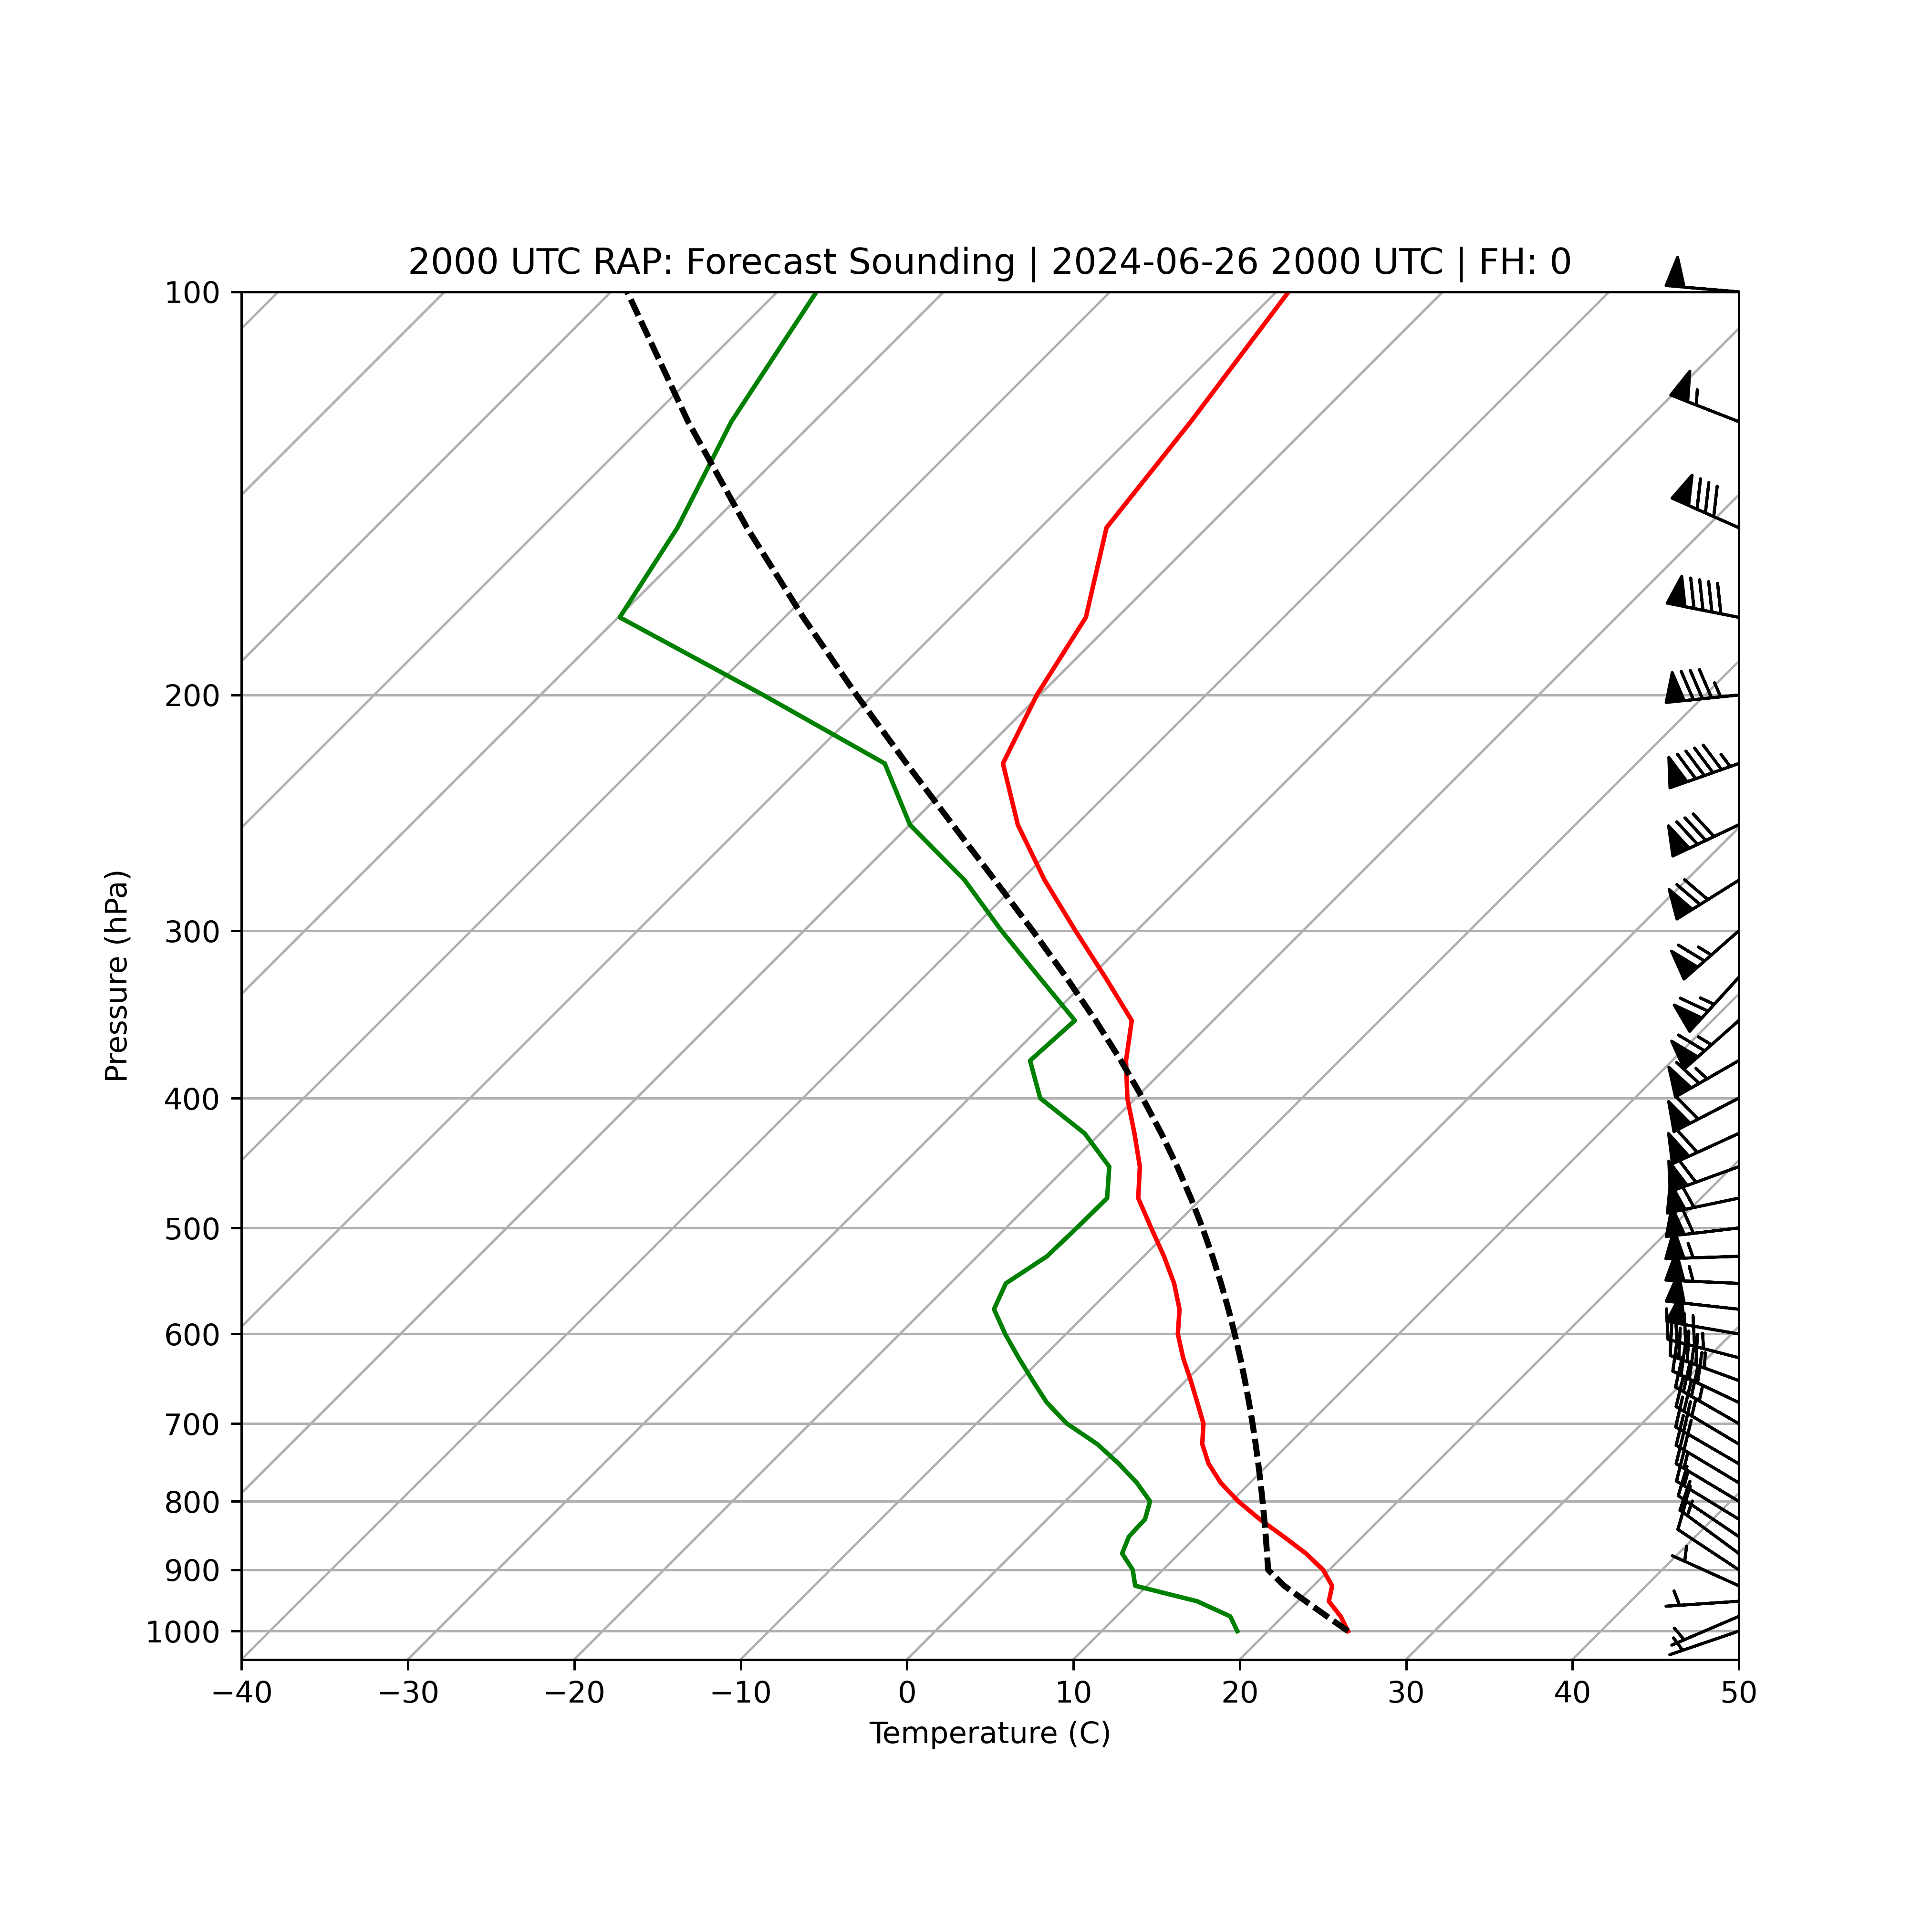 2000 UTC RAP: Forecast Sounding | 2024-06-26 2000 UTC | FH: 0
100
200
300
400
500
600
700
800
900
1000
Pressure (hPa)
−40 −30 −20 −10 0 10 20 30 40 50
Temperature (C)